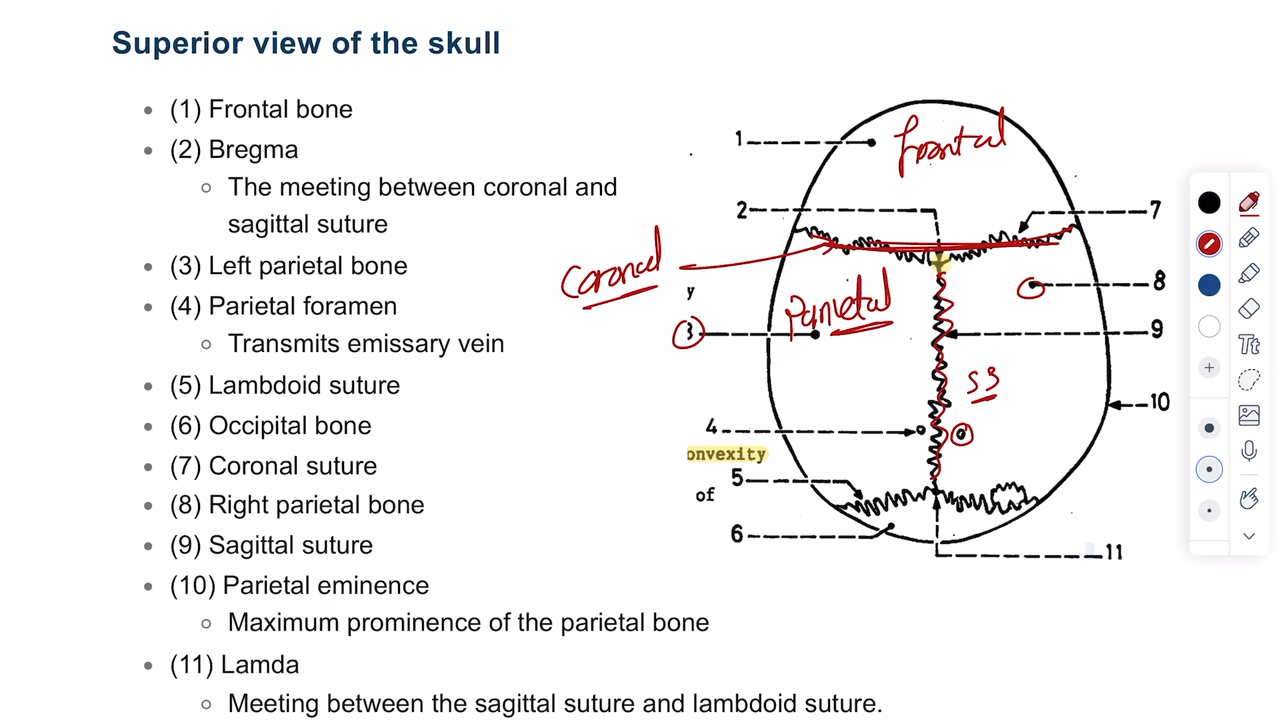 Superior view of the skull
(1) Frontal bone
(2) Bregma
The meeting between coronal and
sagittal suture
(3) Left parietal bone
(4) Parietal foramen
Transmits emissary vein
(5) Lambdoid suture
(6) Occipital bone
(7) Coronal suture
(8) Right parietal bone
(9) Sagittal suture
(10) Parietal eminence
Maximum prominence of the parietal bone
(11) Lamda
Meeting between the sagittal suture and lambdoid suture.
1
frontal
2
7
Coronal
y
8
Parietal
3
9
10
4
onvexity
5
of
6
11
Tt